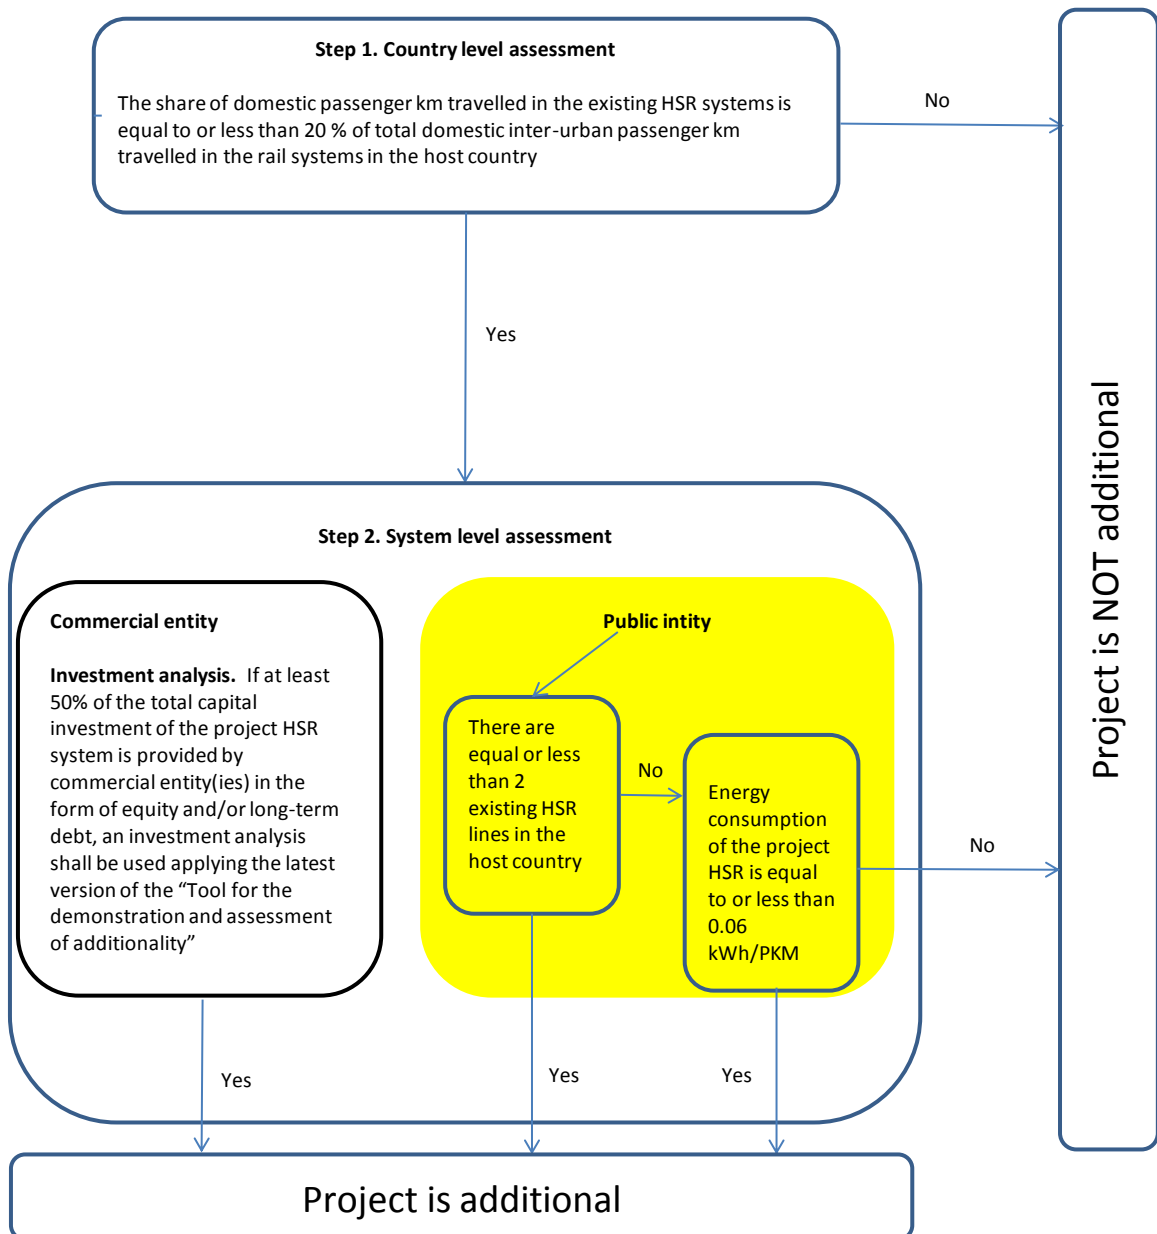 Step 1. Country level assessment
The share of domestic passenger km travelled in the existing HSR systems is
equal to or less than 20 % of total domestic inter-urban passenger km
travelled in the rail systems in the host country
No
Yes
Project is NOT additional
Step 2. System level assessment
Commercial entity
Investment analysis. If at least
50% of the total capital
investment of the project HSR
system is provided by
commercial entity(ies) in the
form of equity and/or long-term
debt, an investment analysis
shall be used applying the latest
version of the “Tool for the
demonstration and assessment
of additionality”
Public intity
There are
equal or less
than 2
existing HSR
lines in the
host country
No
Energy
consumption
of the project
HSR is equal
to or less than
0.06
kWh/PKM
No
Yes
Yes
Yes
Project is additional